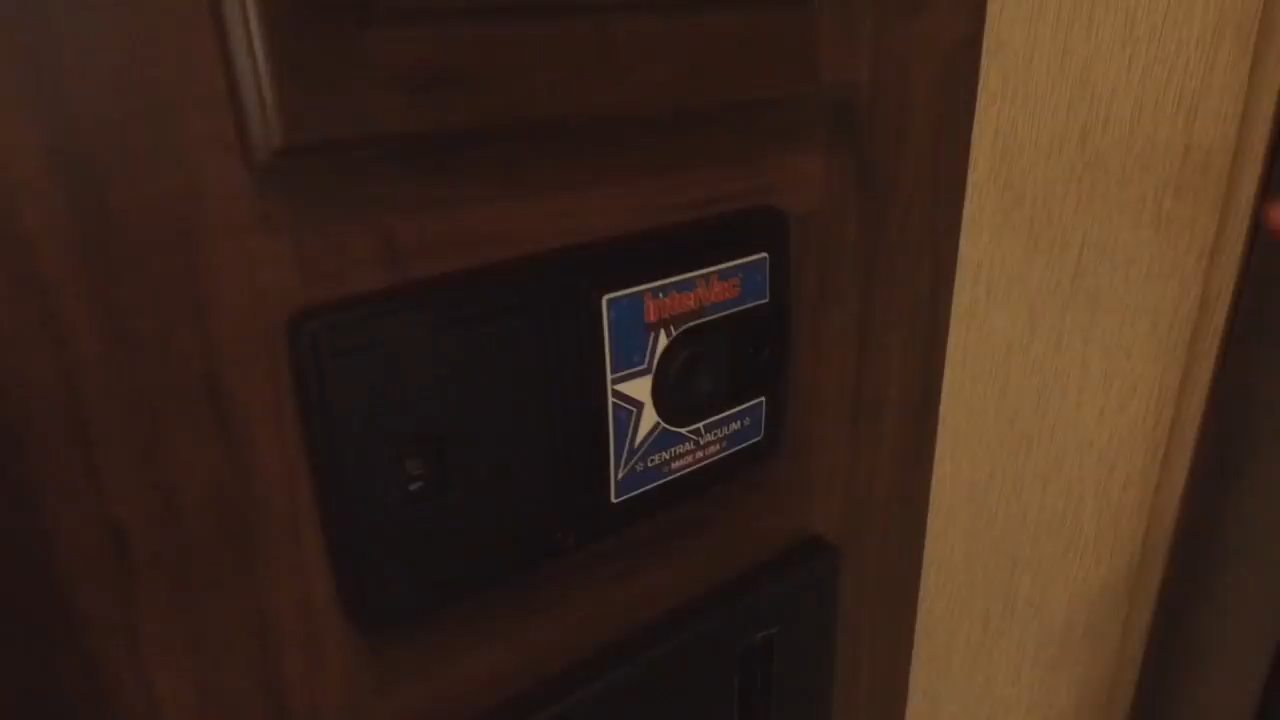 InterVac
☆ CENTRAL VACUUM ☆
☆ MADE IN USA ☆